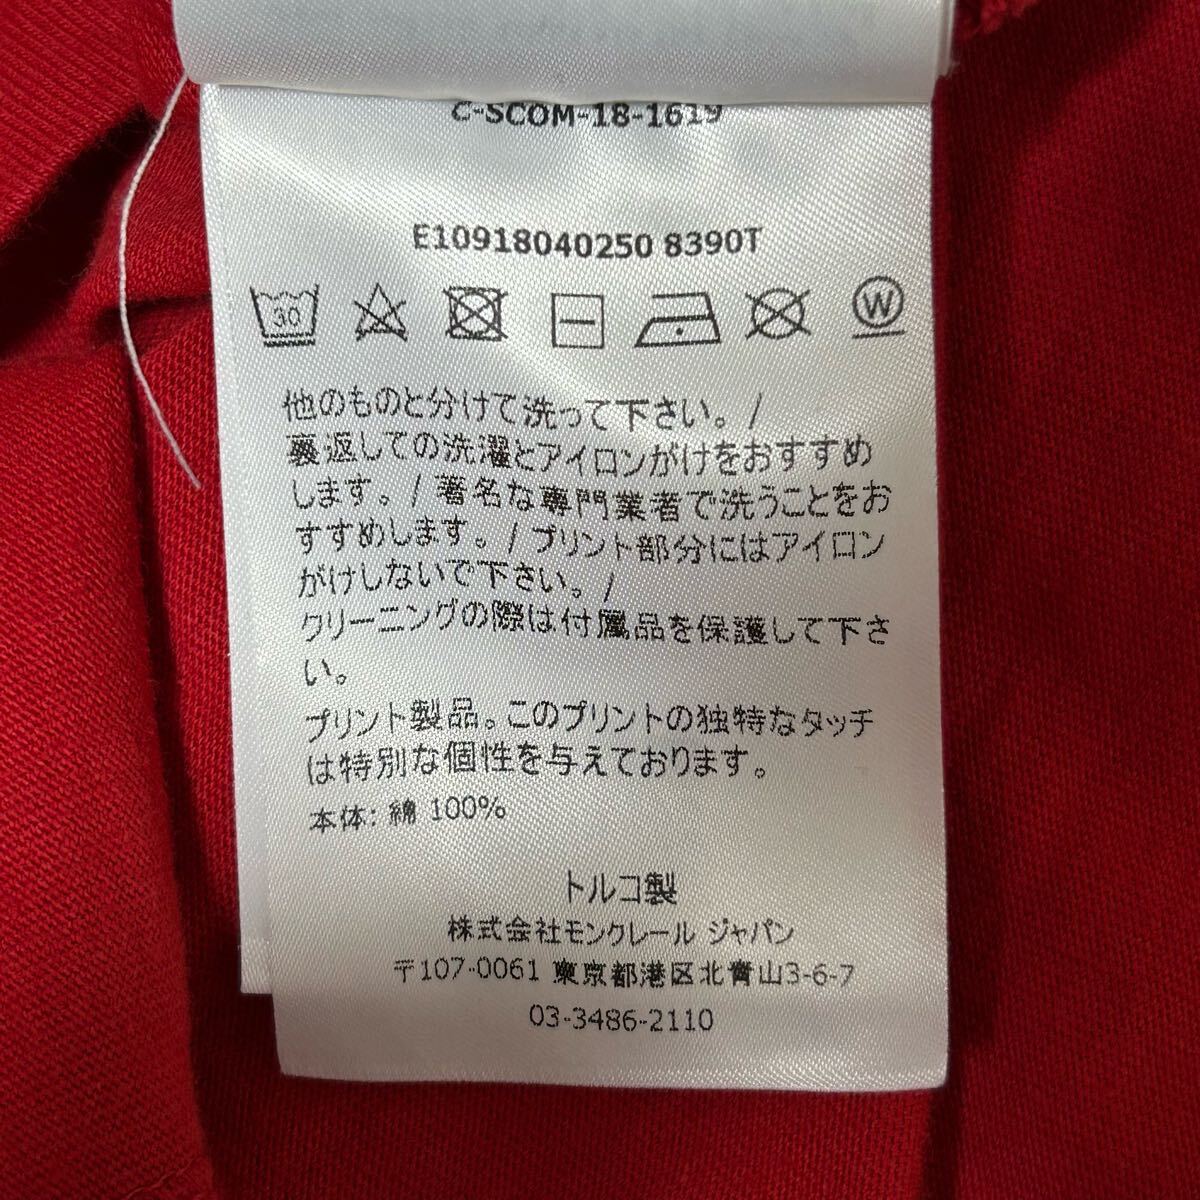 C-SCOM-18-1619
E10918040250 8390T
30
W
他のものと分けて洗って下さい。/
裏返しての洗濯とアイロンがけをおすすめ
します。/ 著名な専門業者で洗うことをお
すすめします。/ プリント部分にはアイロン
がけしないで下さい。/
クリーニングの際は付属品を保護して下さ
い。
プリント製品。このプリントの独特なタッチ
は特別な個性を与えております。
本体: 綿 100%
トルコ製
株式会社モンクレール ジャパン
〒107-0061 東京都港区北青山3-6-7
03-3486-2110